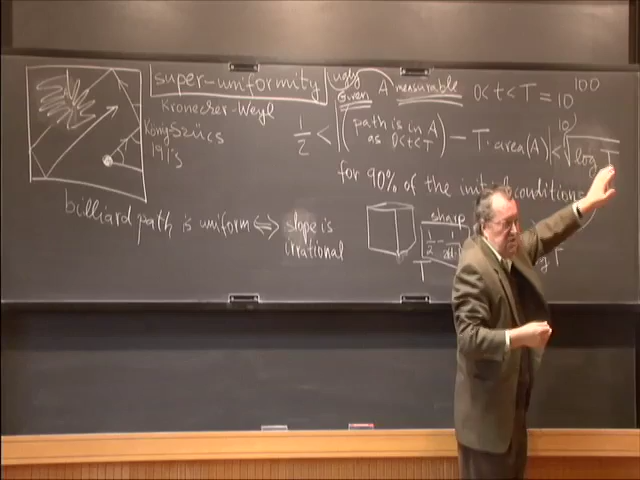 super-uniformity
Kronecker-Weyl
König-Szücs
191's
ugly
Given A measurable 0<t<T = 10^100
1/2 < | (path is in A as 0<t<T) - T · area(A) | < 10 √log T
for 90% of the initial conditions
billiard path is uniform ⇔ slope is irrational
sharp
T